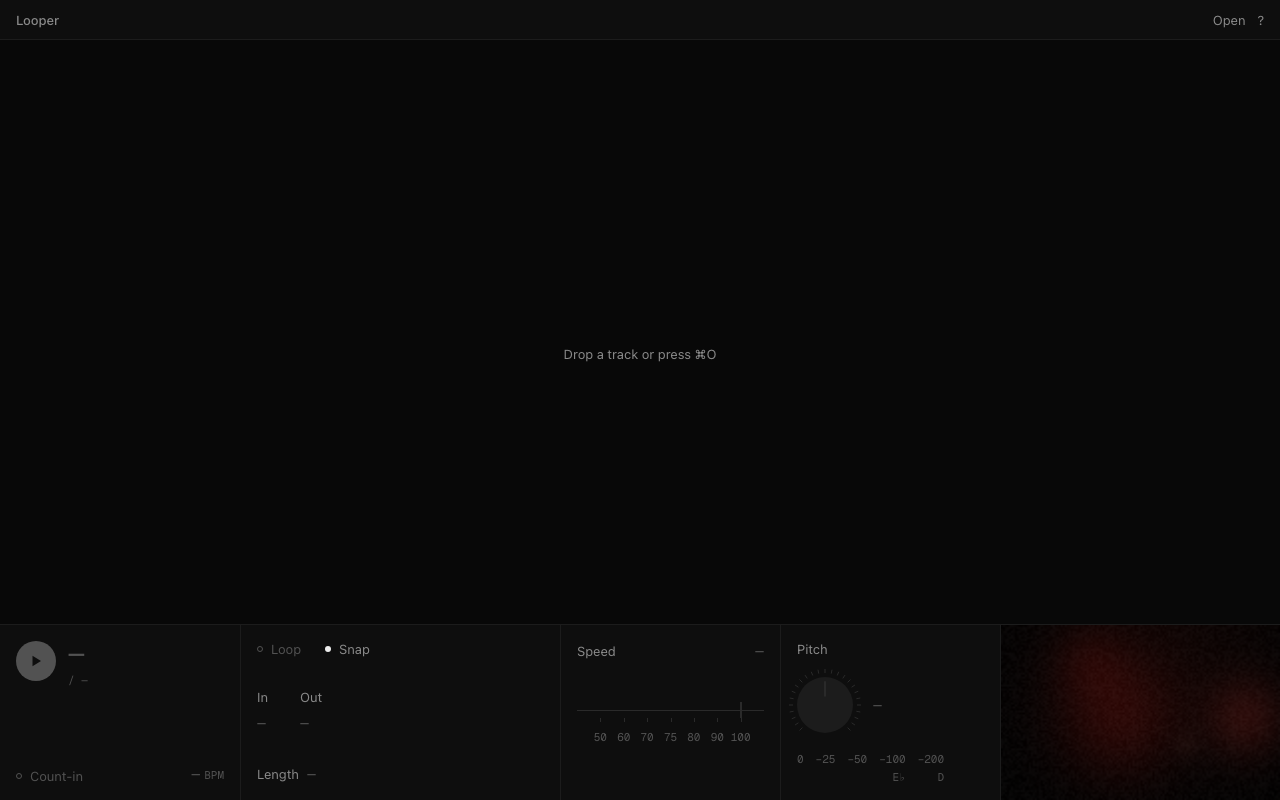 Looper
Open ?
Drop a track or press ⌘O
—
/ —
Count-in
— BPM
Loop Snap
In Out
— —
Length —
Speed —
50 60 70 75 80 90 100
Pitch
—
0 −25 −50 −100 −200
E♭ D